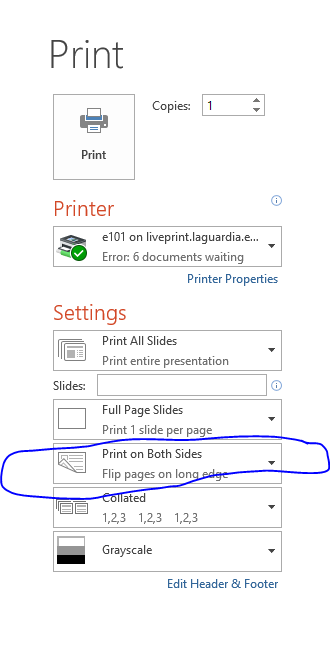 Print
Print
Copies: 1
Printer
e101 on liveprint.laguardia.e...
Error: 6 documents waiting
Printer Properties
Settings
Print All Slides
Print entire presentation
Slides:
Full Page Slides
Print 1 slide per page
Print on Both Sides
Flip pages on long edge
Collated
1,2,3 1,2,3 1,2,3
Grayscale
Edit Header & Footer